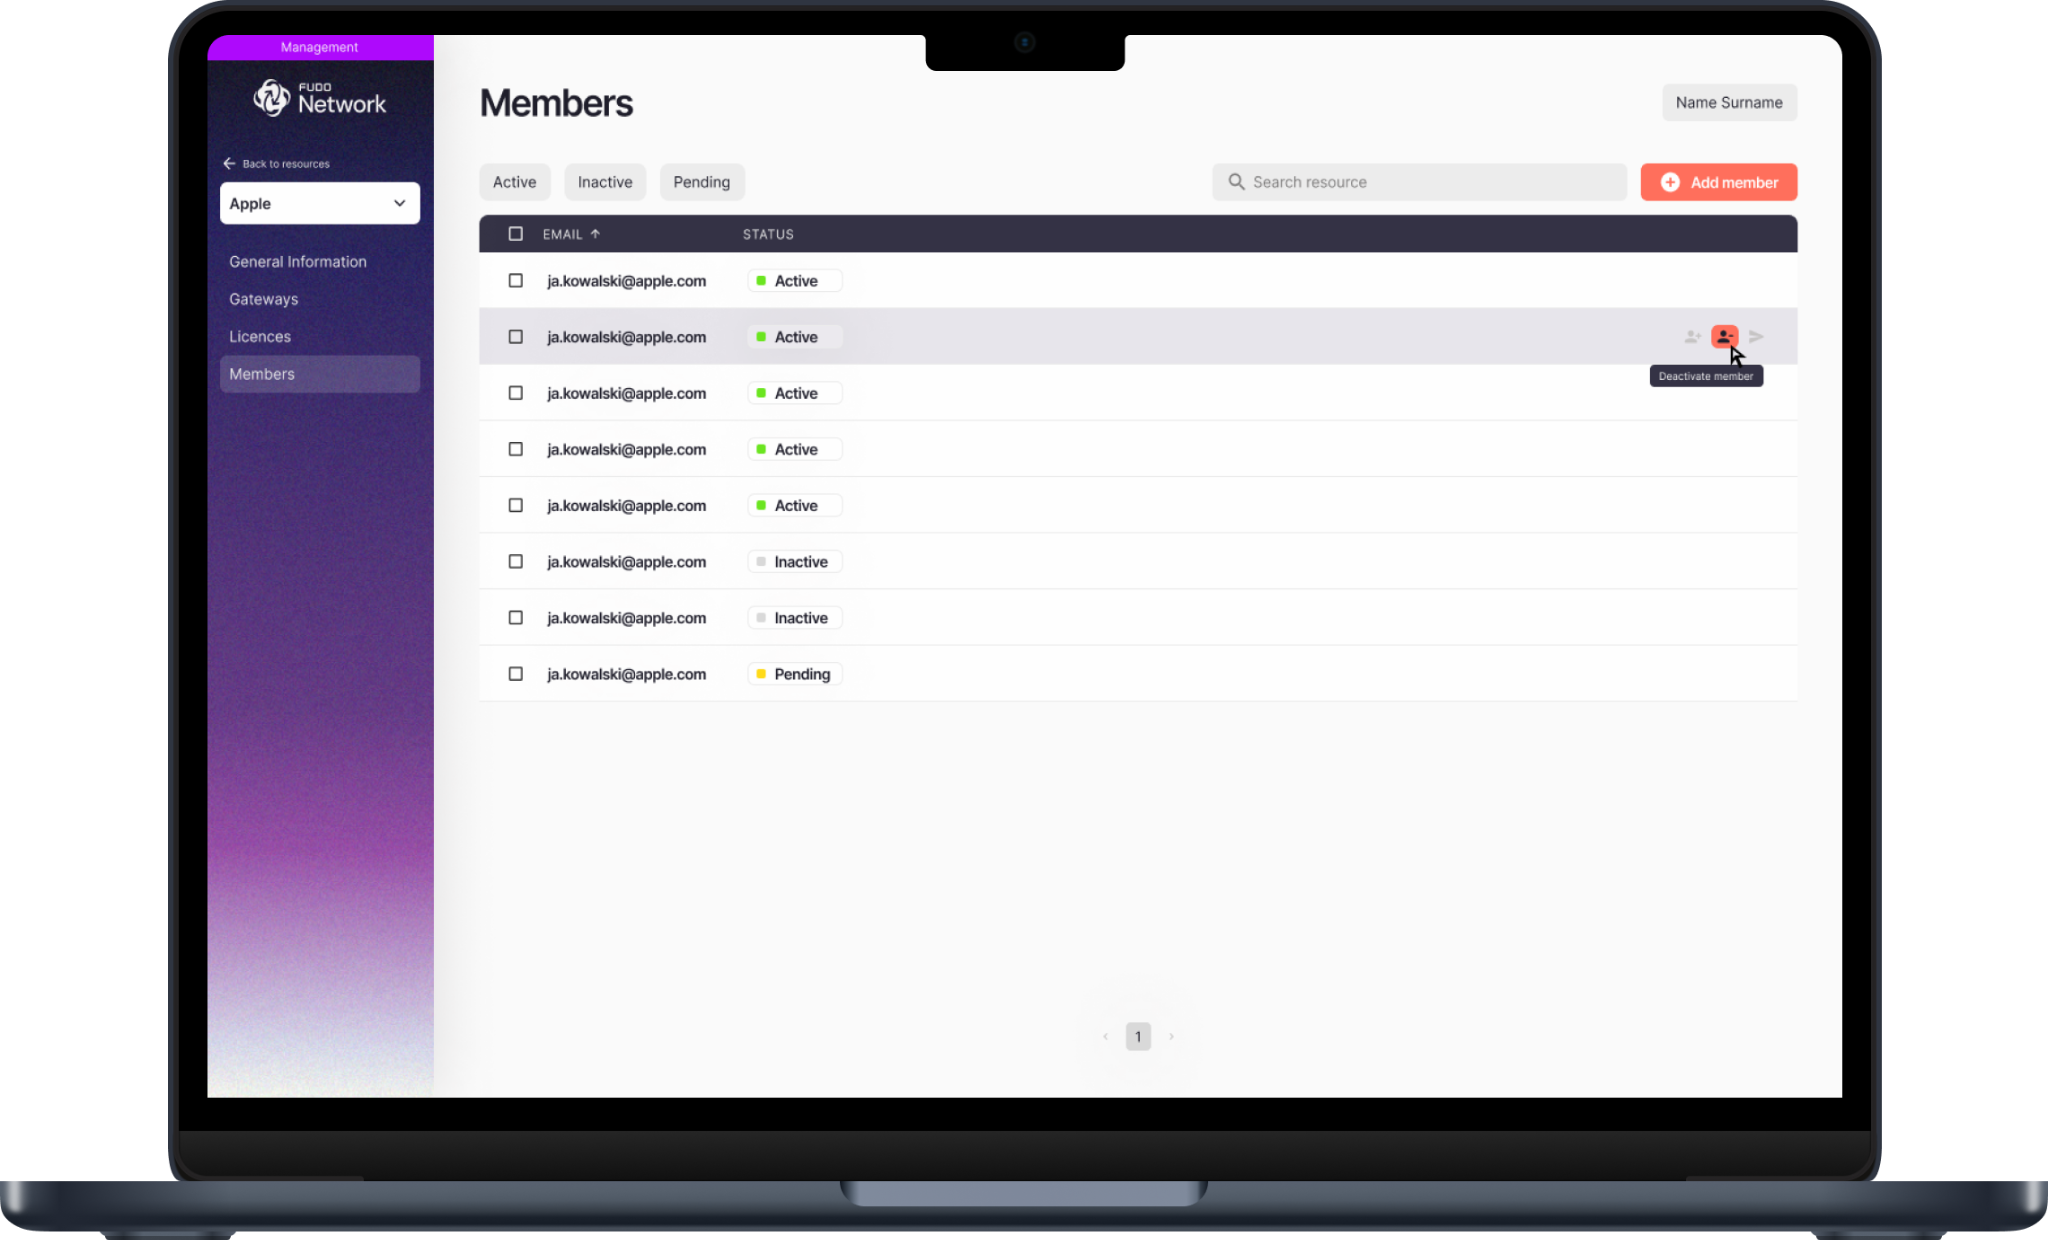 Management
FUDO
Network
Back to resources
Apple
General Information
Gateways
Licences
Members
Members
Name Surname
Active
Inactive
Pending
Search resource
Add member
EMAIL STATUS
ja.kowalski@apple.com Active
ja.kowalski@apple.com Active
Deactivate member
ja.kowalski@apple.com Active
ja.kowalski@apple.com Active
ja.kowalski@apple.com Active
ja.kowalski@apple.com Inactive
ja.kowalski@apple.com Inactive
ja.kowalski@apple.com Pending
1